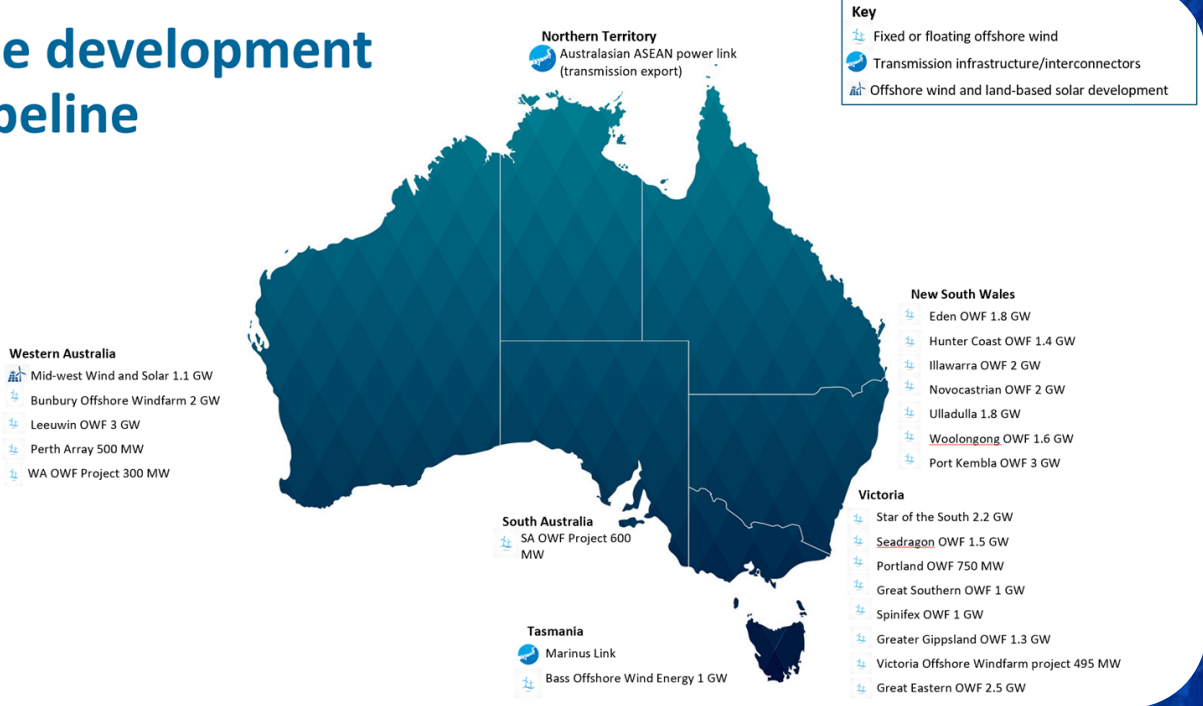 e development
peline
Key
Fixed or floating offshore wind
Transmission infrastructure/interconnectors
Offshore wind and land-based solar development
Northern Territory
Australasian ASEAN power link
(transmission export)
Western Australia
Mid-west Wind and Solar 1.1 GW
Bunbury Offshore Windfarm 2 GW
Leeuwin OWF 3 GW
Perth Array 500 MW
WA OWF Project 300 MW
South Australia
SA OWF Project 600
MW
Tasmania
Marinus Link
Bass Offshore Wind Energy 1 GW
New South Wales
Eden OWF 1.8 GW
Hunter Coast OWF 1.4 GW
Illawarra OWF 2 GW
Novocastrian OWF 2 GW
Ulladulla 1.8 GW
Woolongong OWF 1.6 GW
Port Kembla OWF 3 GW
Victoria
Star of the South 2.2 GW
Seadragon OWF 1.5 GW
Portland OWF 750 MW
Great Southern OWF 1 GW
Spinifex OWF 1 GW
Greater Gippsland OWF 1.3 GW
Victoria Offshore Windfarm project 495 MW
Great Eastern OWF 2.5 GW